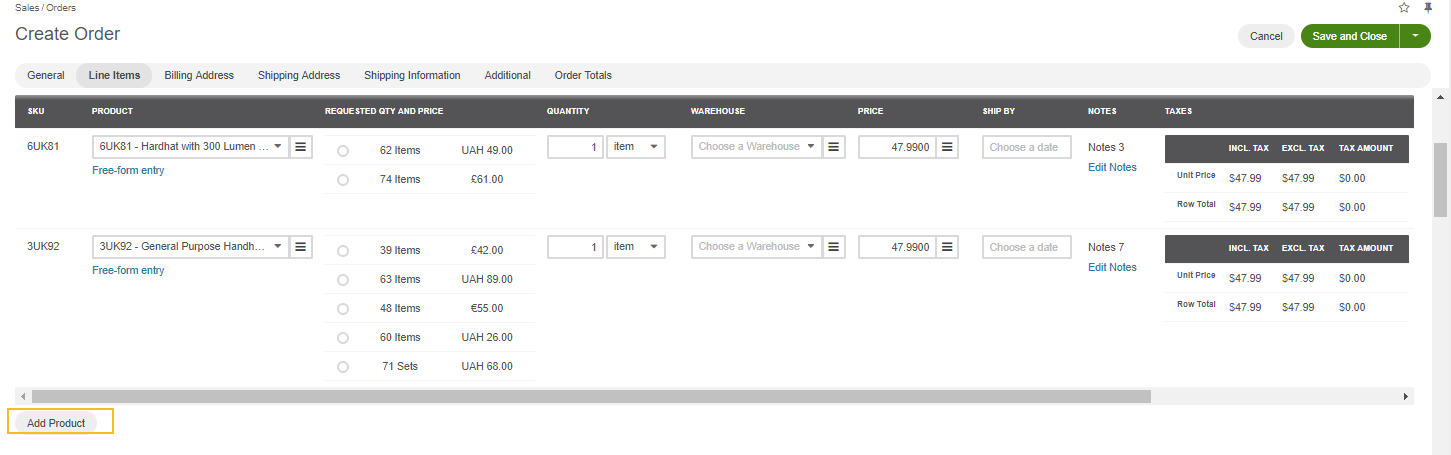 Sales / Orders
Create Order
Cancel
Save and Close
General Line Items Billing Address Shipping Address Shipping Information Additional Order Totals
SKU PRODUCT REQUESTED QTY AND PRICE QUANTITY WAREHOUSE PRICE SHIP BY NOTES TAXES
6UK81 6UK81 - Hardhat with 300 Lumen ... 62 Items UAH 49.00 1 item Choose a Warehouse 47.9900 Choose a date Notes 3 INCL. TAX EXCL. TAX TAX AMOUNT
Free-form entry Edit Notes
74 Items £61.00 Unit Price $47.99 $47.99 $0.00
Row Total $47.99 $47.99 $0.00
3UK92 3UK92 - General Purpose Handh... 39 Items £42.00 1 item Choose a Warehouse 47.9900 Choose a date Notes 7 INCL. TAX EXCL. TAX TAX AMOUNT
Free-form entry Edit Notes
63 Items UAH 89.00 Unit Price $47.99 $47.99 $0.00
48 Items €55.00 Row Total $47.99 $47.99 $0.00
60 Items UAH 26.00
71 Sets UAH 68.00
Add Product